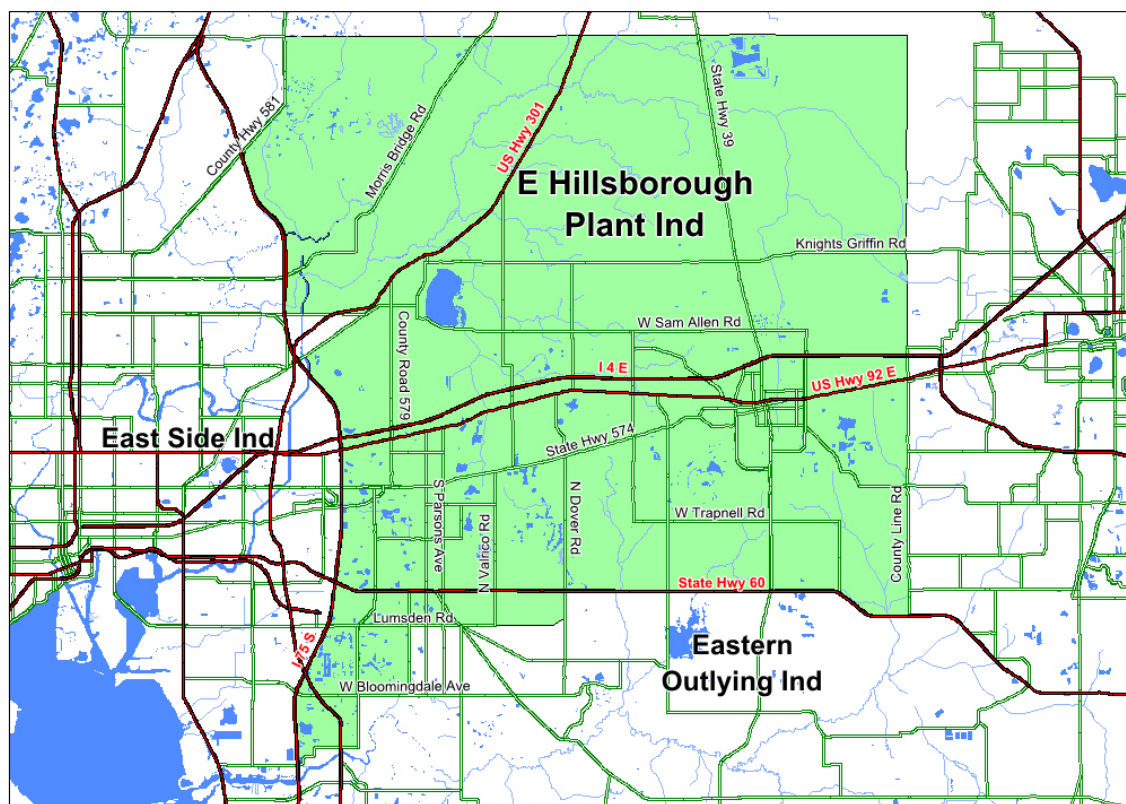 County Hwy 581
Morris Bridge Rd
US Hwy 301
State Hwy 39
E Hillsborough
Plant Ind
Knights Griffin Rd
W Sam Allen Rd
County Road 579
I 4 E
US Hwy 92 E
East Side Ind
State Hwy 574
S Parsons Ave
N Valrico Rd
N Dover Rd
W Trapnell Rd
County Line Rd
State Hwy 60
Lumsden Rd
I 75 S
Eastern
Outlying Ind
W Bloomingdale Ave